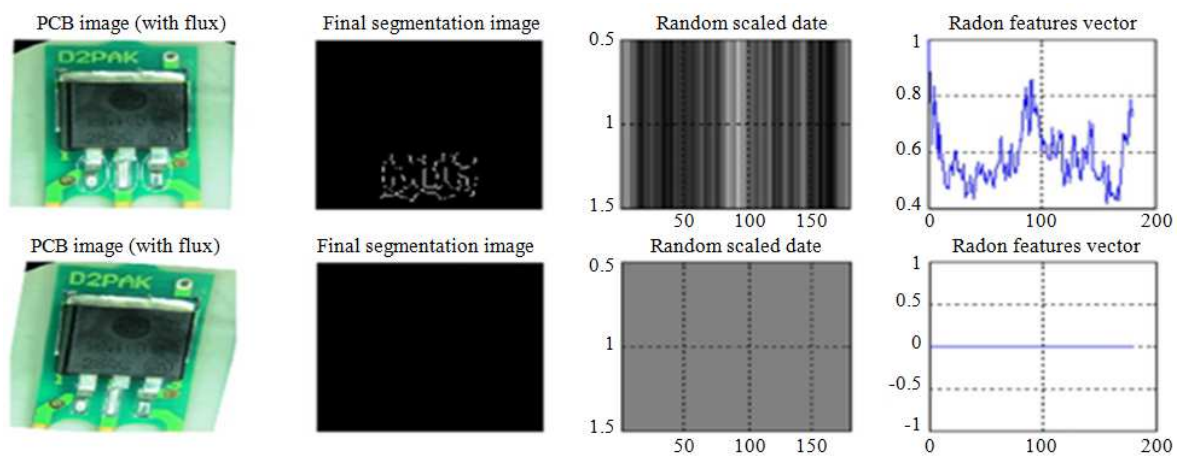 PCB image (with flux) Final segmentation image Random scaled date Radon features vector
D2PAK
0.5
1
1.5
50 100 150
1
0.8
0.6
0.4
0 100 200
PCB image (with flux) Final segmentation image Random scaled date Radon features vector
D2PAK
0.5
1
1.5
50 100 150
1
0.5
0
-0.5
-1
0 100 200